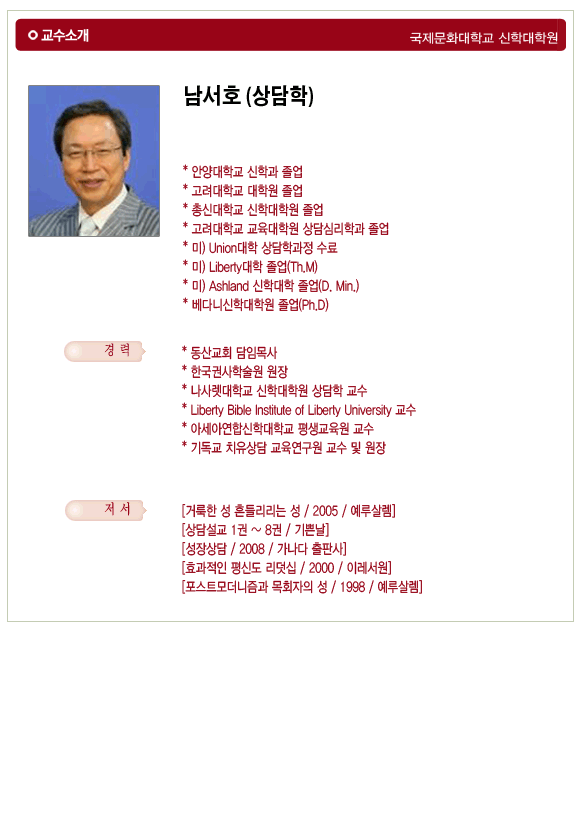 교수소개
국제문화대학교 신학대학원
남서호 (상담학)
* 안양대학교 신학과 졸업
* 고려대학교 대학원 졸업
* 총신대학교 신학대학원 졸업
* 고려대학교 교육대학원 상담심리학과 졸업
* 미) Union대학 상담학과정 수료
* 미) Liberty대학 졸업(Th.M)
* 미) Ashland 신학대학 졸업(D. Min.)
* 베다니신학대학원 졸업(Ph.D)
경 력
* 동산교회 담임목사
* 한국권사학술원 원장
* 나사렛대학교 신학대학원 상담학 교수
* Liberty Bible Institute of Liberty University 교수
* 아세아연합신학대학교 평생교육원 교수
* 기독교 치유상담 교육연구원 교수 및 원장
저 서
[거룩한 성 흔들리리는 성 / 2005 / 예루살렘]
[상담설교 1권 ~ 8권 / 기쁜날]
[성장상담 / 2008 / 가나다 출판사]
[효과적인 평신도 리덧십 / 2000 / 이레서원]
[포스트모더니즘과 목회자의 성 / 1998 / 예루살렘]